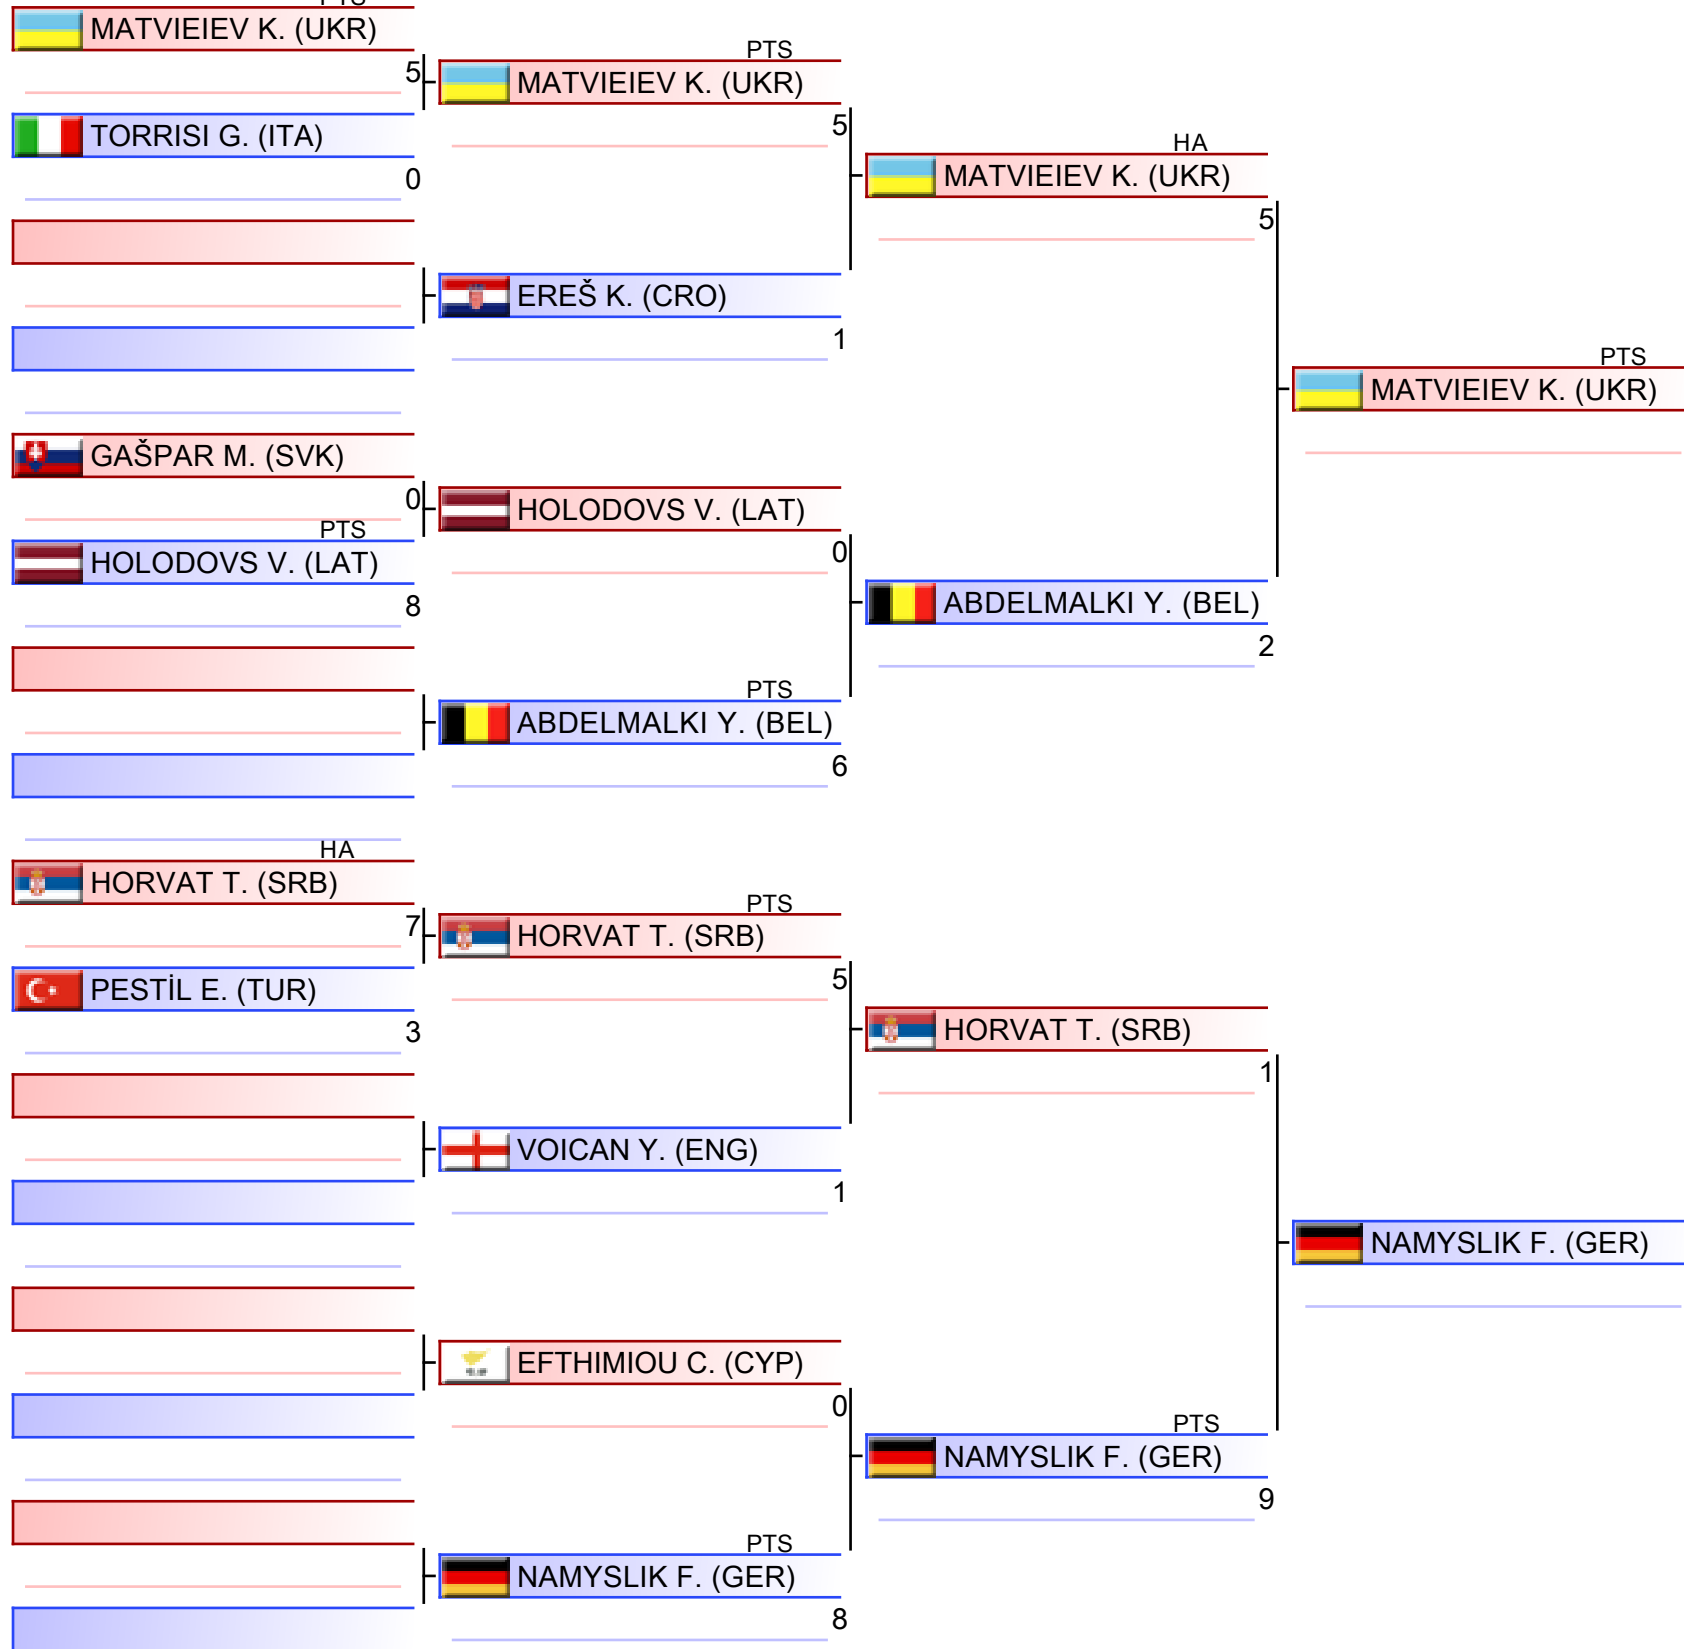 PTS
MATVIEIEV K. (UKR)
5
TORRISI G. (ITA)
0
GAŠPAR M. (SVK)
0
PTS
HOLODOVS V. (LAT)
8
HA
HORVAT T. (SRB)
7
PESTİL E. (TUR)
3
PTS
MATVIEIEV K. (UKR)
5
EREŠ K. (CRO)
1
HOLODOVS V. (LAT)
0
PTS
ABDELMALKI Y. (BEL)
6
PTS
HORVAT T. (SRB)
5
VOICAN Y. (ENG)
1
EFTHIMIOU C. (CYP)
0
PTS
NAMYSLIK F. (GER)
8
HA
MATVIEIEV K. (UKR)
5
ABDELMALKI Y. (BEL)
2
HORVAT T. (SRB)
1
PTS
NAMYSLIK F. (GER)
9
PTS
MATVIEIEV K. (UKR)
NAMYSLIK F. (GER)